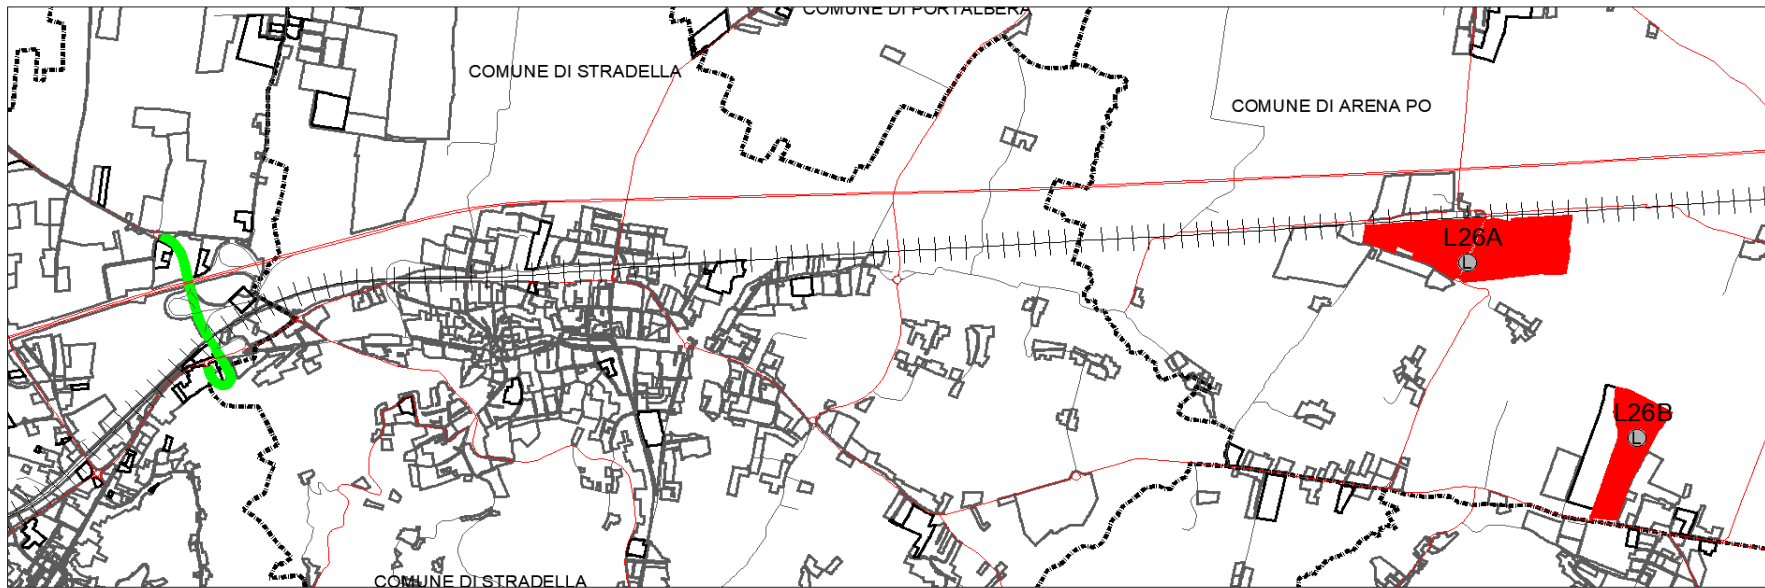 COMUNE DI PORTALBERA
COMUNE DI STRADELLA
COMUNE DI ARENA PO
L26A
L
L26B
L
COMUNE DI STRADELLA